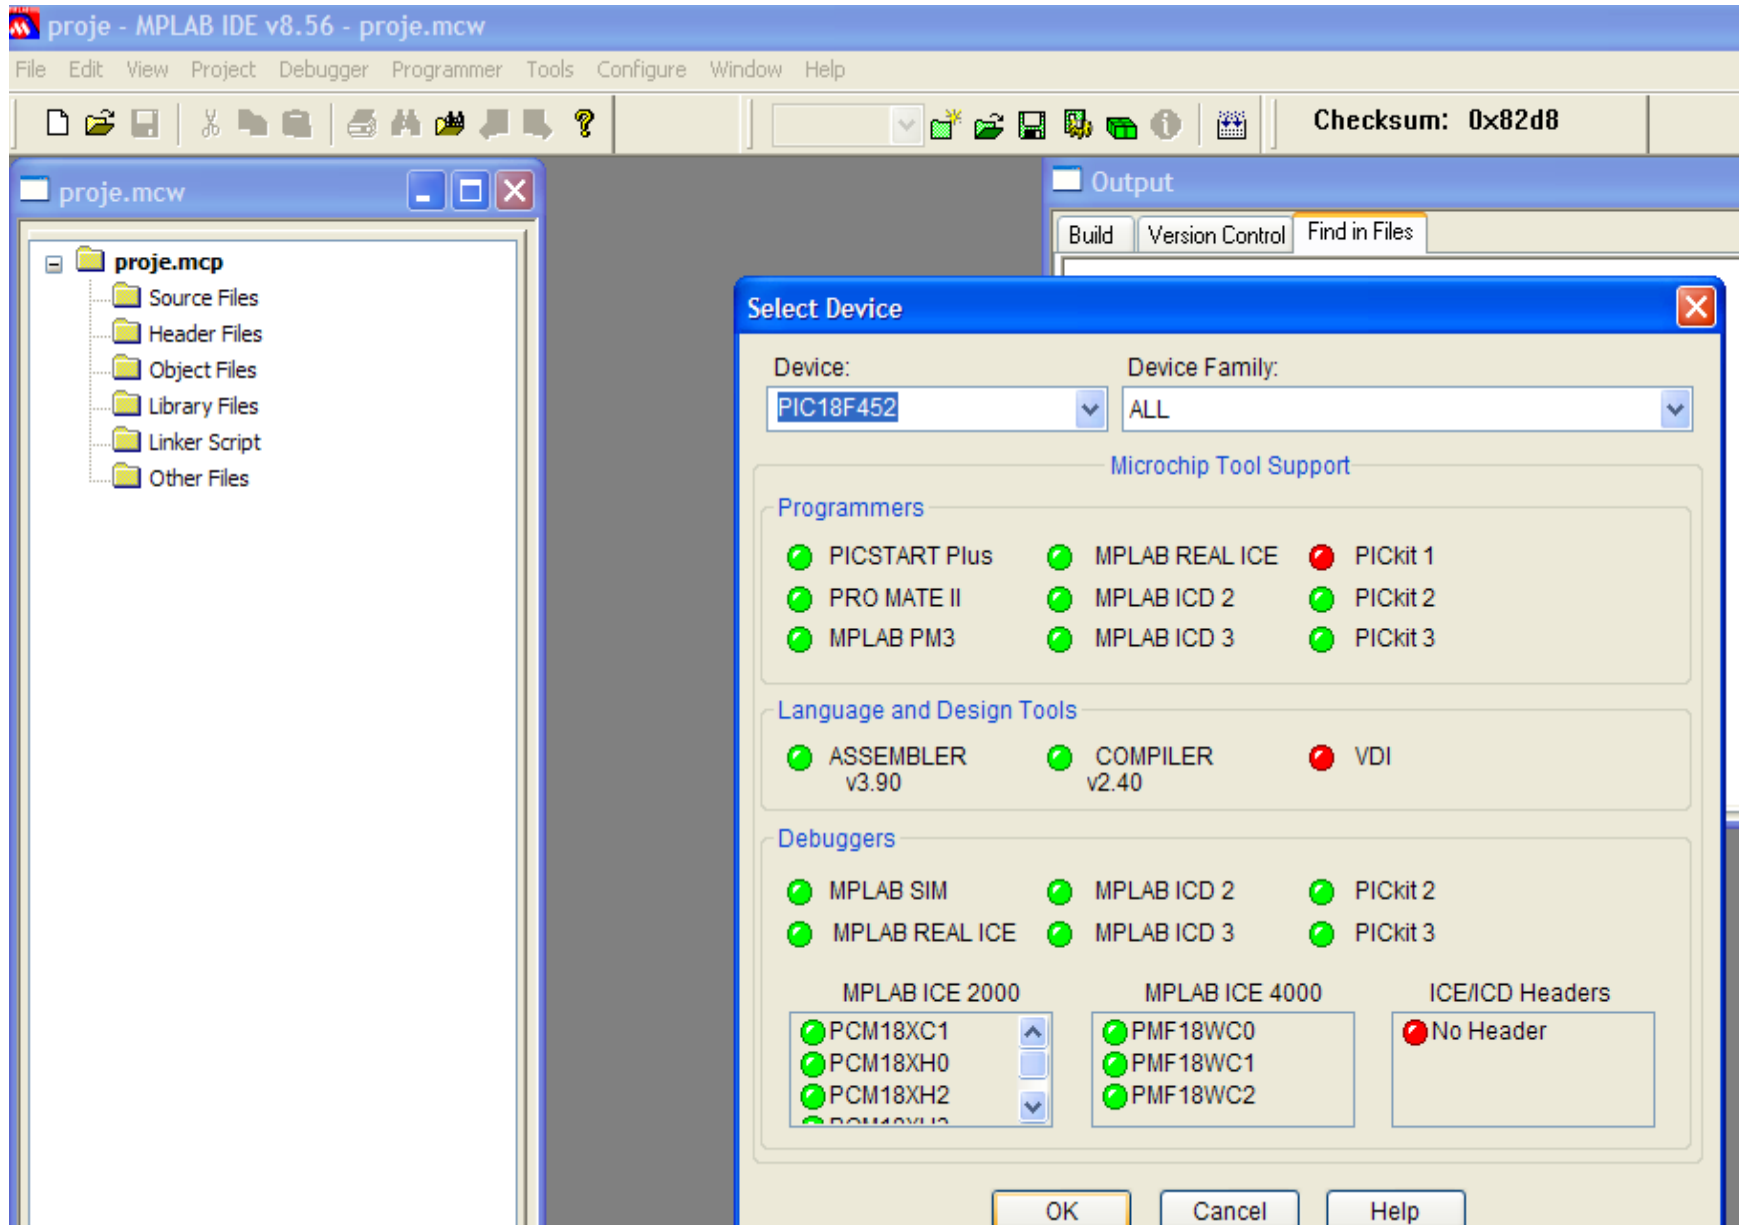 proje - MPLAB IDE v8.56 - proje.mcw
File Edit View Project Debugger Programmer Tools Configure Window Help
Checksum: 0x82d8
proje.mcw
proje.mcp
Source Files
Header Files
Object Files
Library Files
Linker Script
Other Files
Output
Build Version Control Find in Files
Select Device
Device: Device Family:
PIC18F452 ALL
Microchip Tool Support
Programmers
PICSTART Plus MPLAB REAL ICE PICkit 1
PRO MATE II MPLAB ICD 2 PICkit 2
MPLAB PM3 MPLAB ICD 3 PICkit 3
Language and Design Tools
ASSEMBLER COMPILER VDI
v3.90 v2.40
Debuggers
MPLAB SIM MPLAB ICD 2 PICkit 2
MPLAB REAL ICE MPLAB ICD 3 PICkit 3
MPLAB ICE 2000 MPLAB ICE 4000 ICE/ICD Headers
PCM18XC1 PMF18WC0 No Header
PCM18XH0 PMF18WC1
PCM18XH2 PMF18WC2
OK Cancel Help